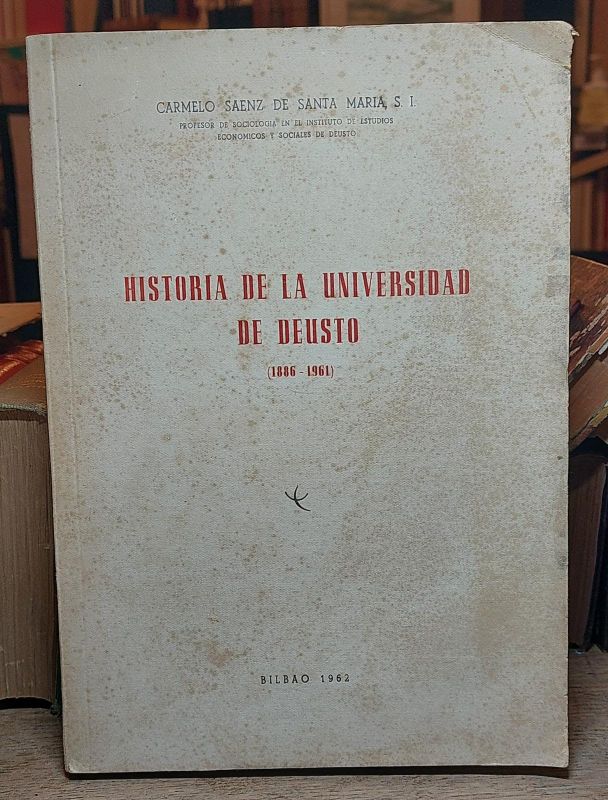 CARMELO SAENZ DE SANTA MARIA, S. I.
PROFESOR DE SOCIOLOGIA EN EL INSTITUTO DE ESTUDIOS
ECONOMICOS Y SOCIALES DE DEUSTO
HISTORIA DE LA UNIVERSIDAD
DE DEUSTO
(1886 - 1961)
BILBAO 1962